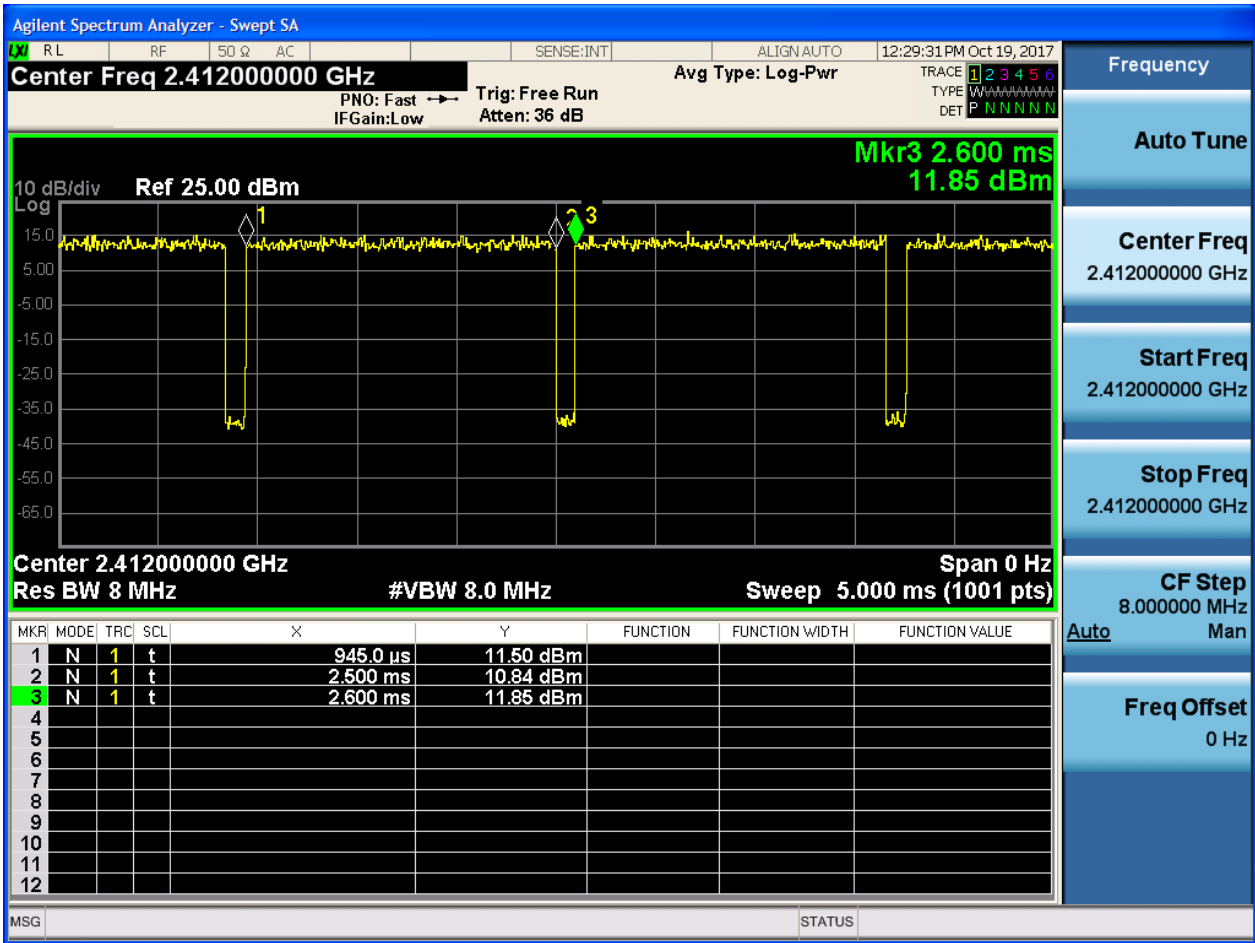 Agilent Spectrum Analyzer - Swept SA
LXI RL RF 50 Ω AC SENSE:INT ALIGN AUTO 12:29:31 PM Oct 19, 2017
Center Freq 2.412000000 GHz
PNO: Fast
IFGain:Low
Trig: Free Run
Atten: 36 dB
Avg Type: Log-Pwr
TRACE 1 2 3 4 5 6
TYPE W
DET P N N N N N
Mkr3 2.600 ms
11.85 dBm
10 dB/div Ref 25.00 dBm
Log
15.0
5.00
-5.00
-15.0
-25.0
-35.0
-45.0
-55.0
-65.0
1
2
3
Center 2.412000000 GHz Span 0 Hz
Res BW 8 MHz #VBW 8.0 MHz Sweep 5.000 ms (1001 pts)
MKR MODE TRC SCL X Y FUNCTION FUNCTION WIDTH FUNCTION VALUE
1 N 1 t 945.0 µs 11.50 dBm
2 N 1 t 2.500 ms 10.84 dBm
3 N 1 t 2.600 ms 11.85 dBm
4
5
6
7
8
9
10
11
12
MSG STATUS
Frequency
Auto Tune
Center Freq
2.412000000 GHz
Start Freq
2.412000000 GHz
Stop Freq
2.412000000 GHz
CF Step
8.000000 MHz
Auto Man
Freq Offset
0 Hz